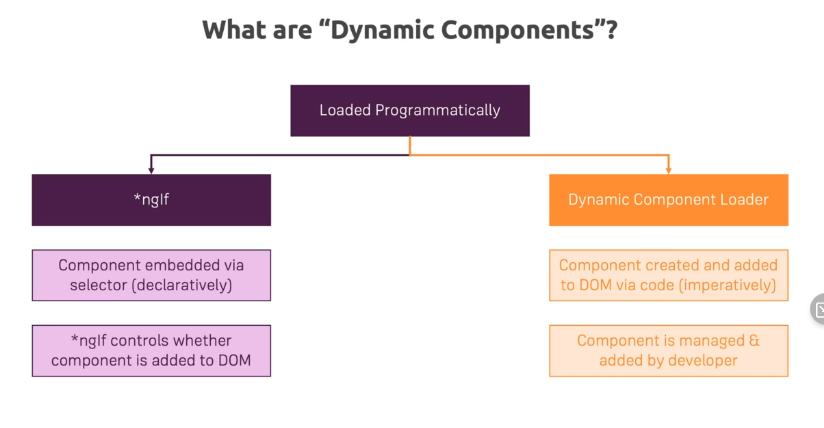 What are “Dynamic Components”?
Loaded Programmatically
*ngIf
Dynamic Component Loader
Component embedded via
selector (declaratively)
Component created and added
to DOM via code (imperatively)
*ngIf controls whether
component is added to DOM
Component is managed &
added by developer